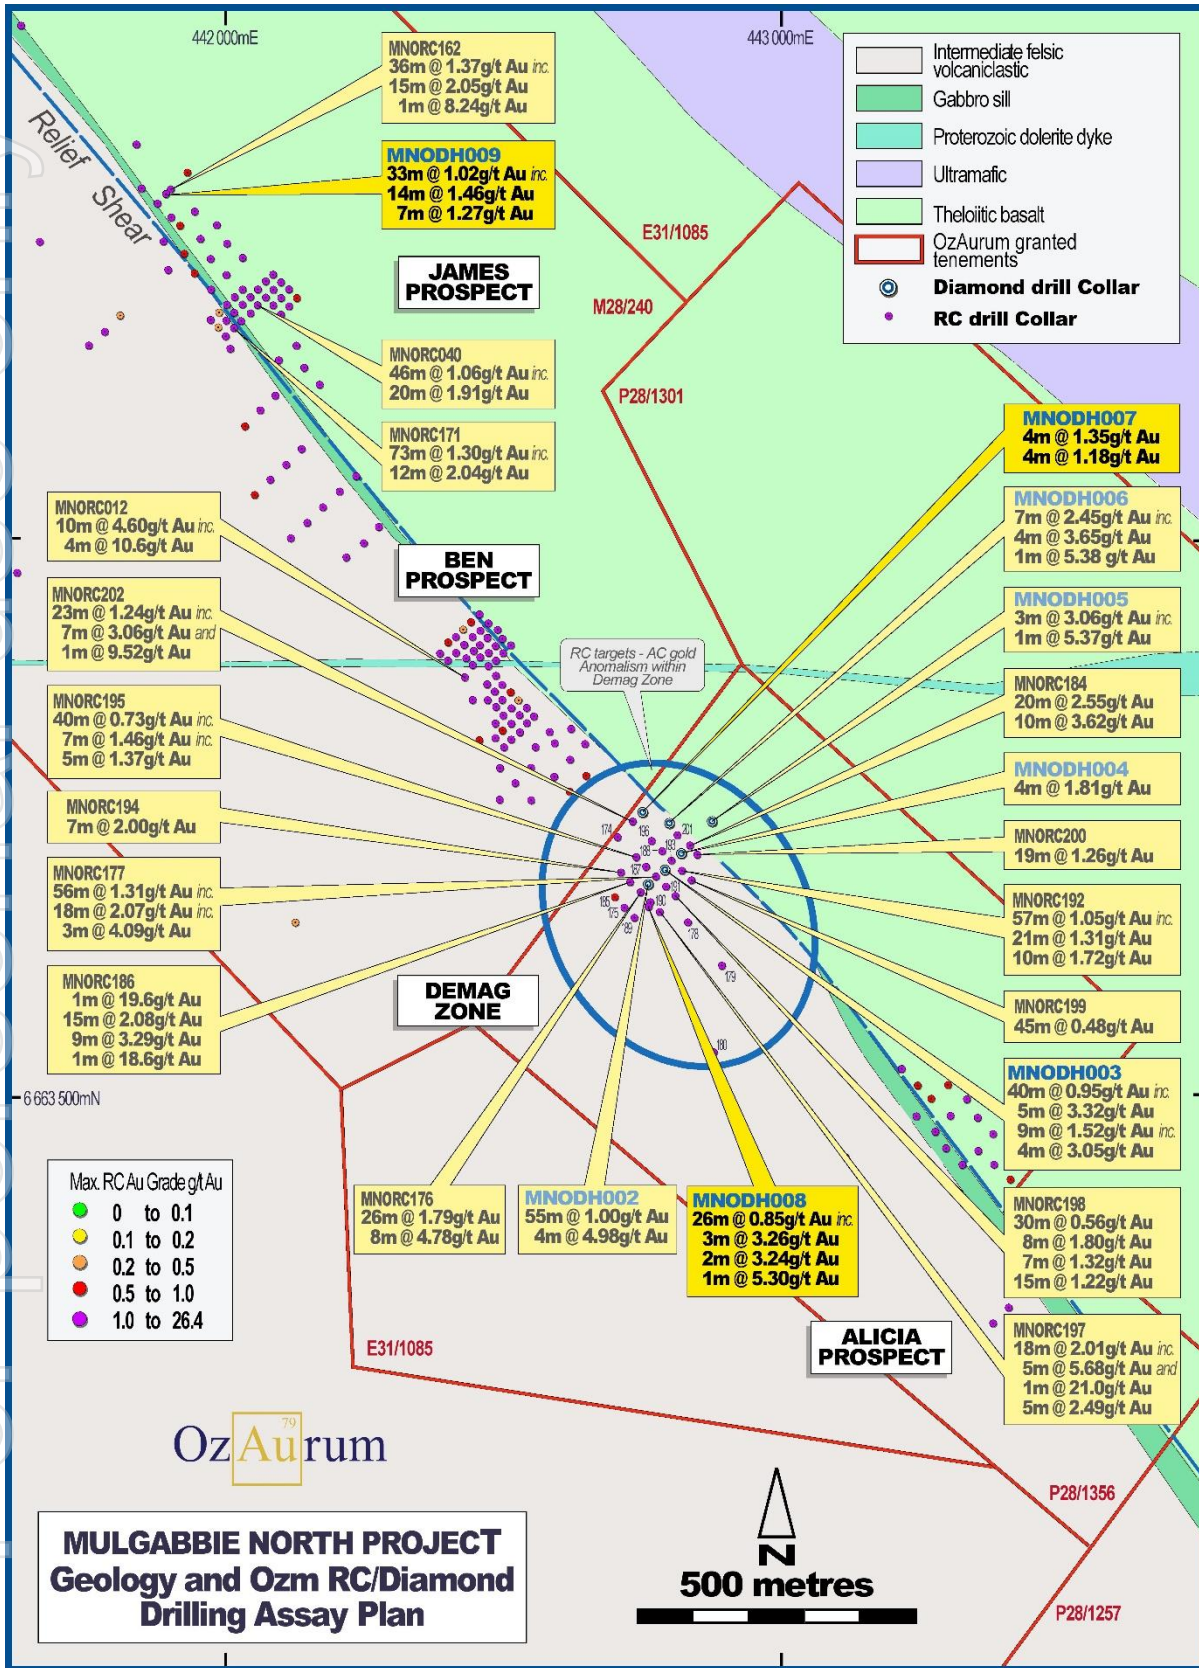 442 000mE
443 000mE
MNORC162
36m @ 1.37g/t Au inc.
15m @ 2.05g/t Au
1m @ 8.24g/t Au
MNODH009
33m @ 1.02g/t Au inc.
14m @ 1.46g/t Au
7m @ 1.27g/t Au
Intermediate felsic
volcaniclastic
Gabbro sill
Proterozoic dolerite dyke
Ultramafic
Theloiitic basalt
OzAurum granted
tenements
Diamond drill Collar
RC drill Collar
Relief Shear
E31/1085
JAMES
PROSPECT
M28/240
MNORC040
46m @ 1.06g/t Au inc.
20m @ 1.91g/t Au
P28/1301
MNORC171
73m @ 1.30g/t Au inc.
12m @ 2.04g/t Au
MNODH007
4m @ 1.35g/t Au
4m @ 1.18g/t Au
MNORC012
10m @ 4.60g/t Au inc.
4m @ 10.6g/t Au
MNODH006
7m @ 2.45g/t Au inc.
4m @ 3.65g/t Au
1m @ 5.38 g/t Au
BEN
PROSPECT
MNORC202
23m @ 1.24g/t Au inc.
7m @ 3.06g/t Au and
1m @ 9.52g/t Au
MNODH005
3m @ 3.06g/t Au inc.
1m @ 5.37g/t Au
RC targets - AC gold
Anomalism within
Demag Zone
MNORC184
20m @ 2.55g/t Au
10m @ 3.62g/t Au
MNORC195
40m @ 0.73g/t Au inc.
7m @ 1.46g/t Au inc.
5m @ 1.37g/t Au
MNODH004
4m @ 1.81g/t Au
MNORC194
7m @ 2.00g/t Au
MNORC200
19m @ 1.26g/t Au
174
196
201
193
188
187
191
185
175
190
189
178
179
180
MNORC177
56m @ 1.31g/t Au inc.
18m @ 2.07g/t Au inc.
3m @ 4.09g/t Au
MNORC192
57m @ 1.05g/t Au inc.
21m @ 1.31g/t Au
10m @ 1.72g/t Au
MNORC186
1m @ 19.6g/t Au
15m @ 2.08g/t Au
9m @ 3.29g/t Au
1m @ 18.6g/t Au
DEMAG
ZONE
MNORC199
45m @ 0.48g/t Au
MNODH003
40m @ 0.95g/t Au inc.
5m @ 3.32g/t Au
9m @ 1.52g/t Au inc.
4m @ 3.05g/t Au
6 663 500mN
Max. RC Au Grade g/t Au
0 to 0.1
0.1 to 0.2
0.2 to 0.5
0.5 to 1.0
1.0 to 26.4
MNORC176
26m @ 1.79g/t Au
8m @ 4.78g/t Au
MNODH002
55m @ 1.00g/t Au
4m @ 4.98g/t Au
MNODH008
26m @ 0.85g/t Au inc.
3m @ 3.26g/t Au
2m @ 3.24g/t Au
1m @ 5.30g/t Au
MNORC198
30m @ 0.56g/t Au
8m @ 1.80g/t Au
7m @ 1.32g/t Au
15m @ 1.22g/t Au
E31/1085
ALICIA
PROSPECT
MNORC197
18m @ 2.01g/t Au inc.
5m @ 5.68g/t Au and
1m @ 21.0g/t Au
5m @ 2.49g/t Au
79
OzAurum
P28/1356
MULGABBIE NORTH PROJECT
Geology and Ozm RC/Diamond
Drilling Assay Plan
N
500 metres
P28/1257